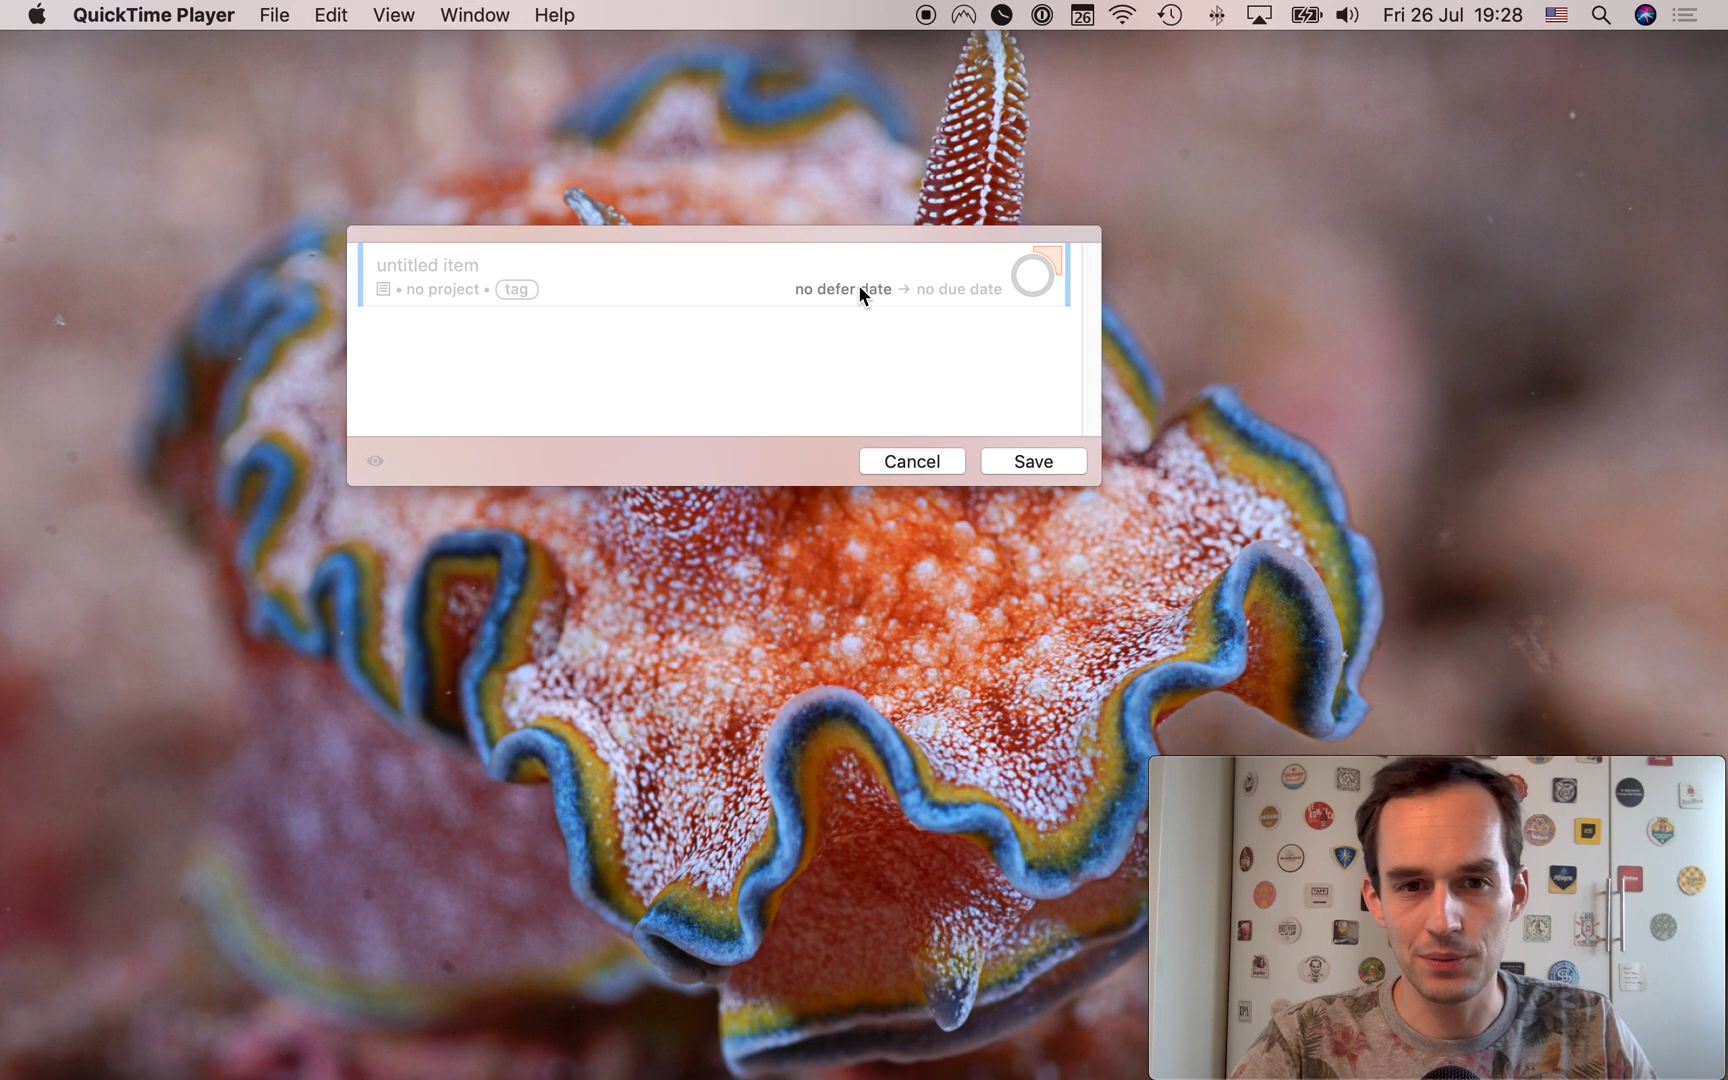 QuickTime Player File Edit View Window Help 26 Fri 26 Jul 19:28
untitled item
• no project • tag no defer date → no due date
Cancel Save